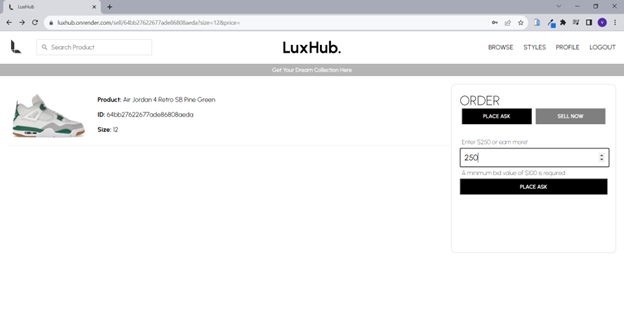 LuxHub
luxhub.onrender.com/sell/64bb27622677ade86808aeda?size=12&price=
Search Product
LuxHub.
BROWSE STYLES PROFILE LOGOUT
Get Your Dream Collection Here
Product: Air Jordan 4 Retro SB Pine Green
ID: 64bb27622677ade86808aeda
Size: 12
ORDER
PLACE ASK SELL NOW
Enter $250 or earn more!
250
A minimum bid value of $100 is required.
PLACE ASK